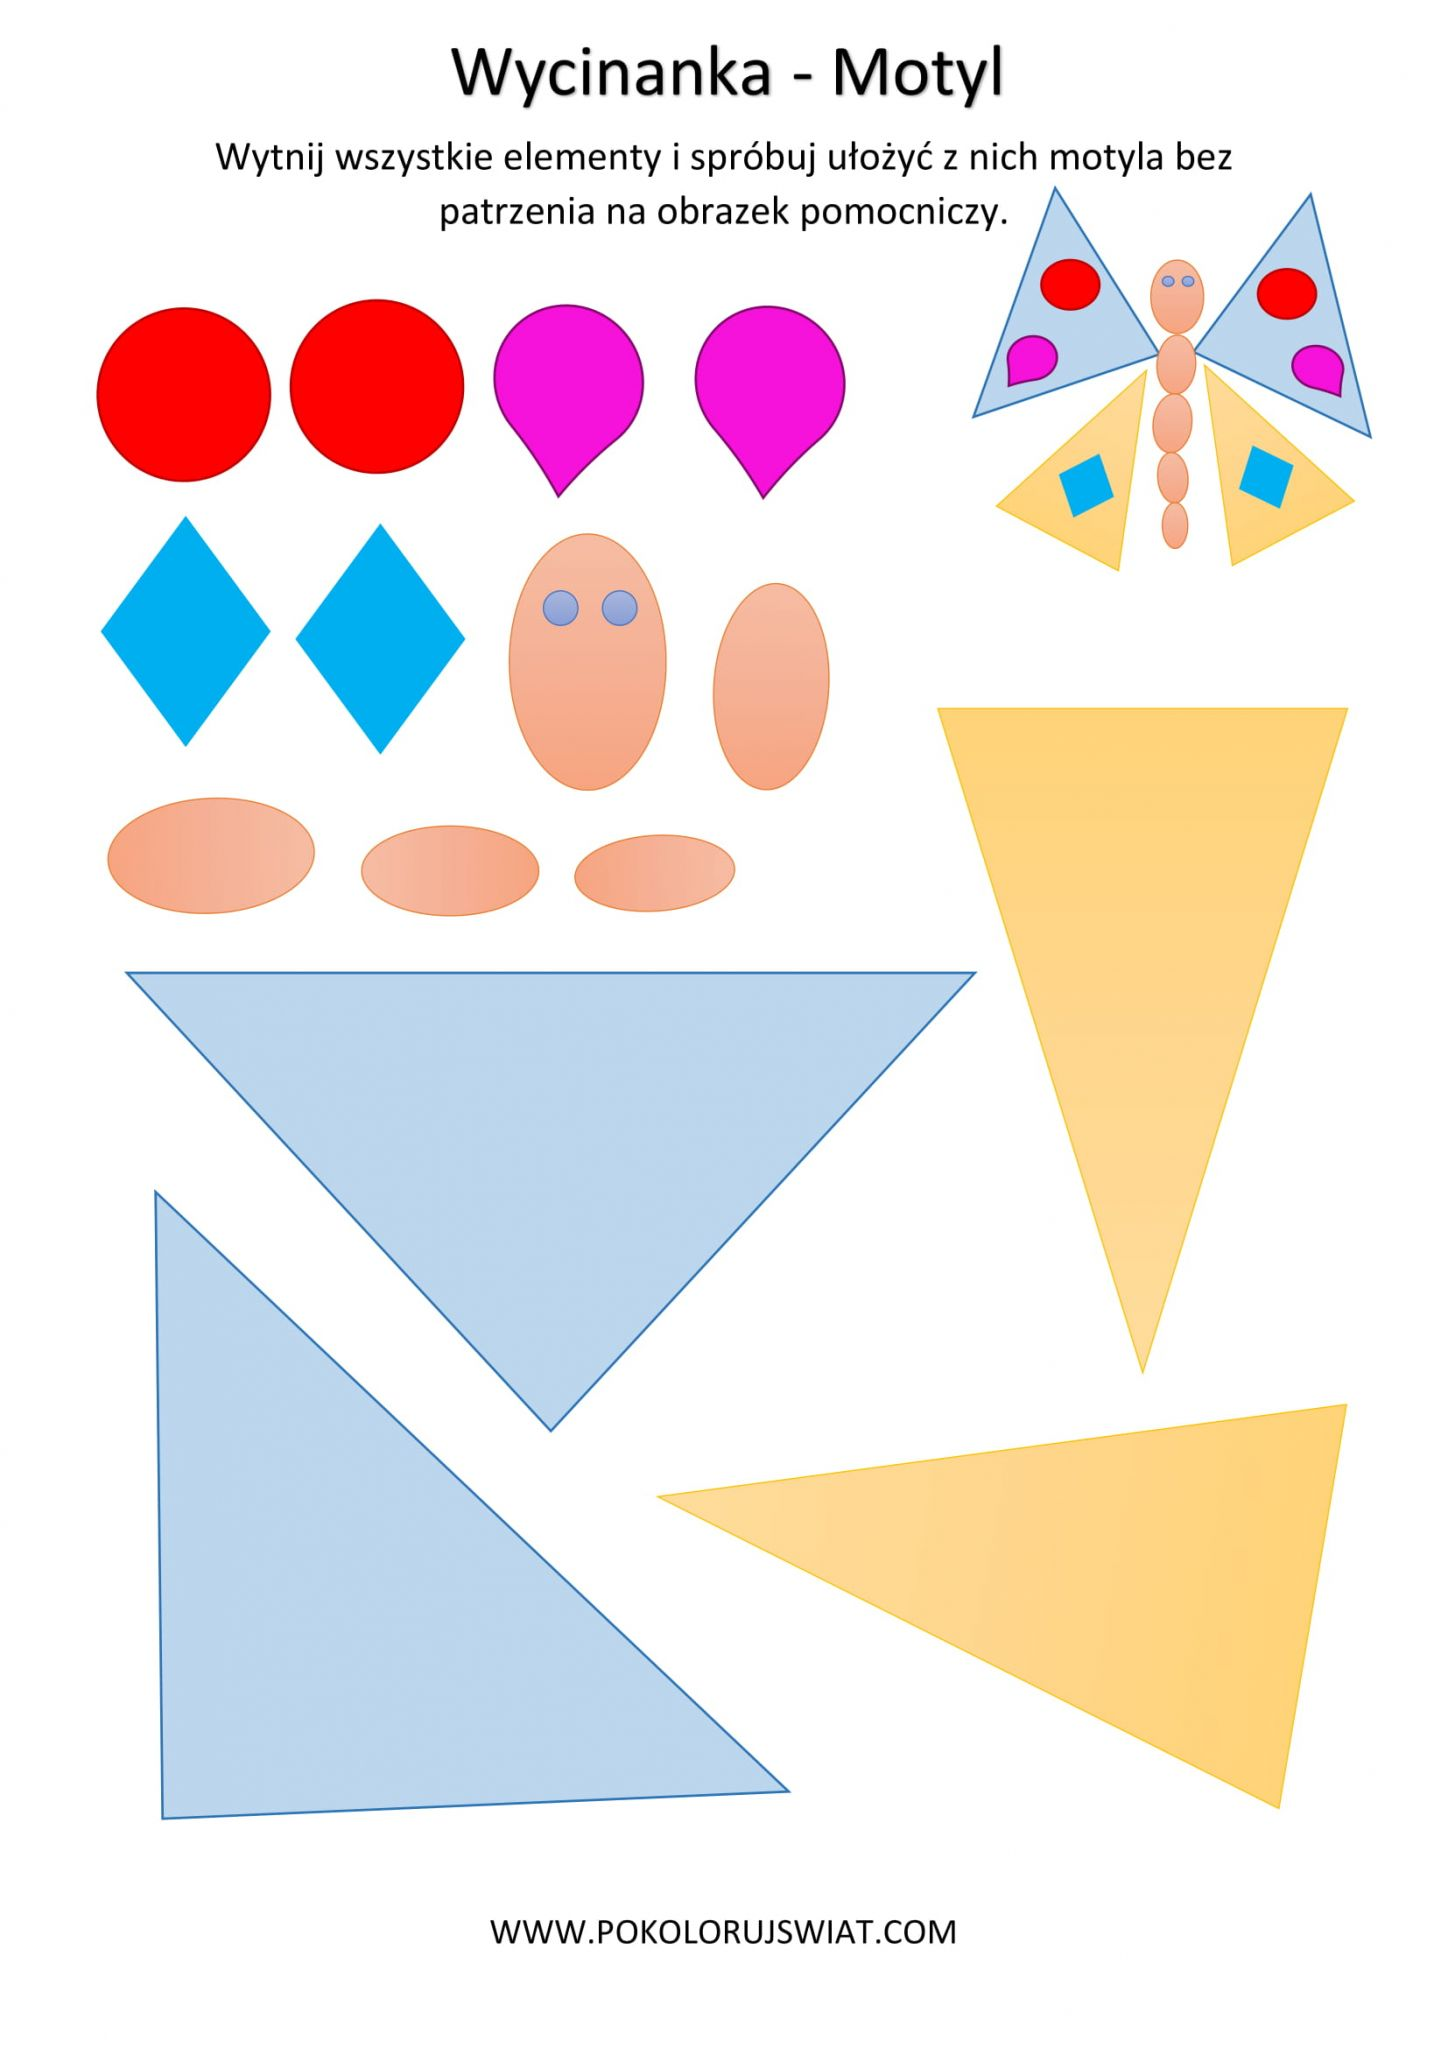 Wycinanka - Motyl
Wytnij wszystkie elementy i spróbuj ułożyć z nich motyla bez
patrzenia na obrazek pomocniczy.
WWW.POKOLORUJSWIAT.COM